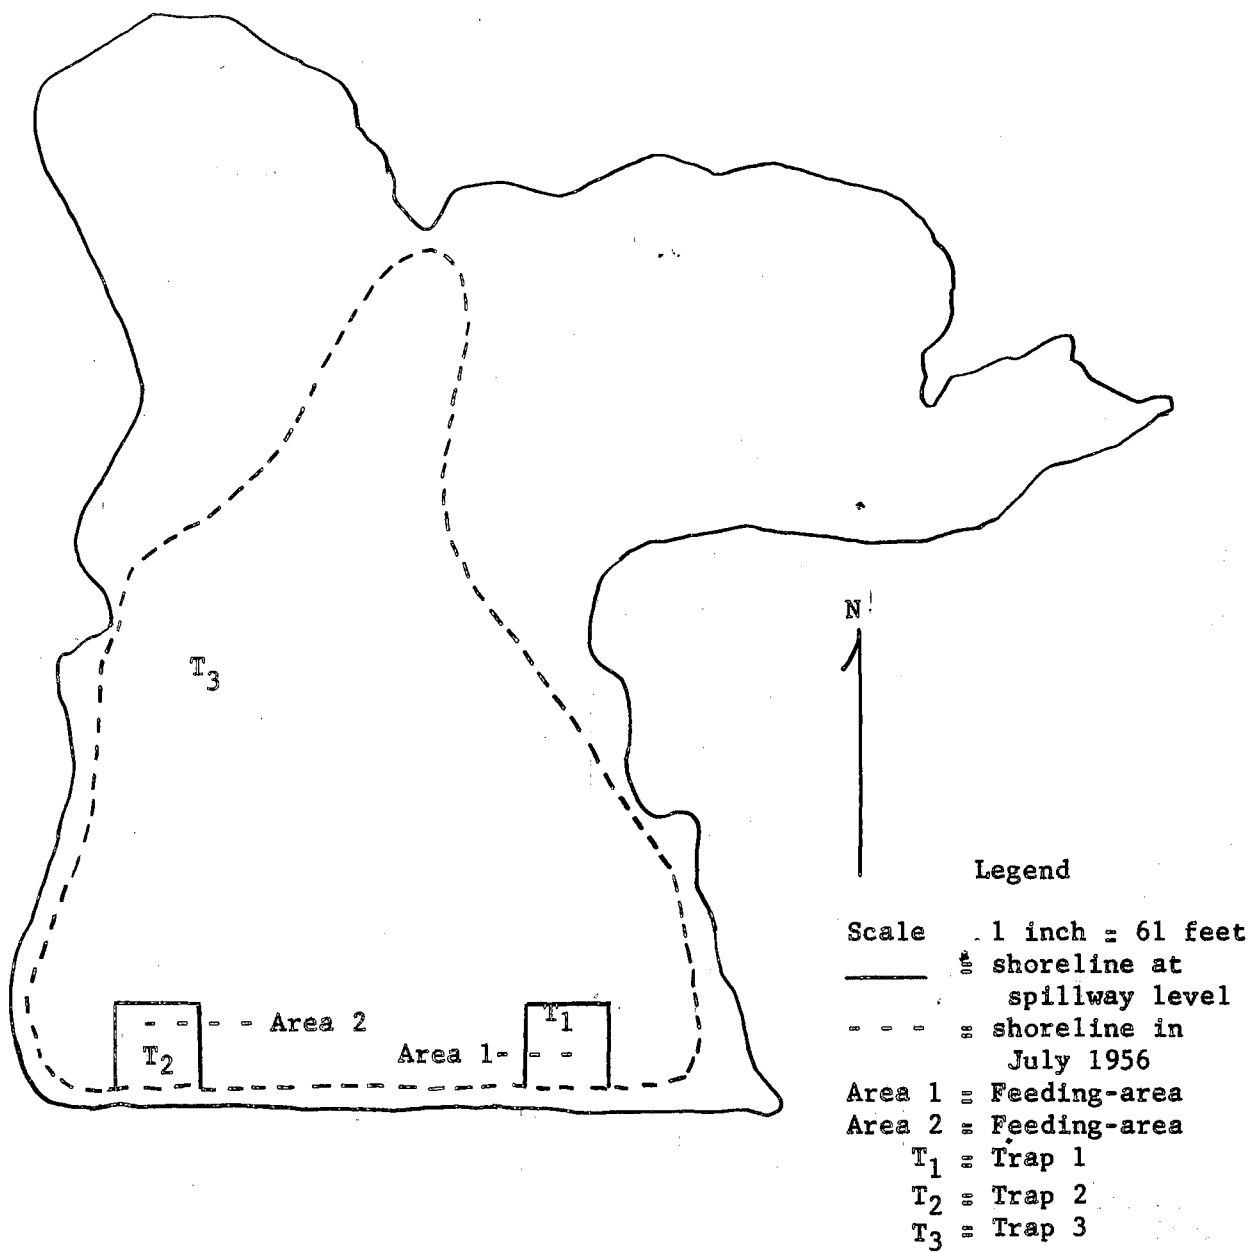 N
T3
Area 2
T1
Area 1
T2
Legend
Scale 1 inch = 61 feet
= shoreline at
spillway level
- - - = shoreline in
July 1956
Area 1 = Feeding-area
Area 2 = Feeding-area
T1 = Trap 1
T2 = Trap 2
T3 = Trap 3